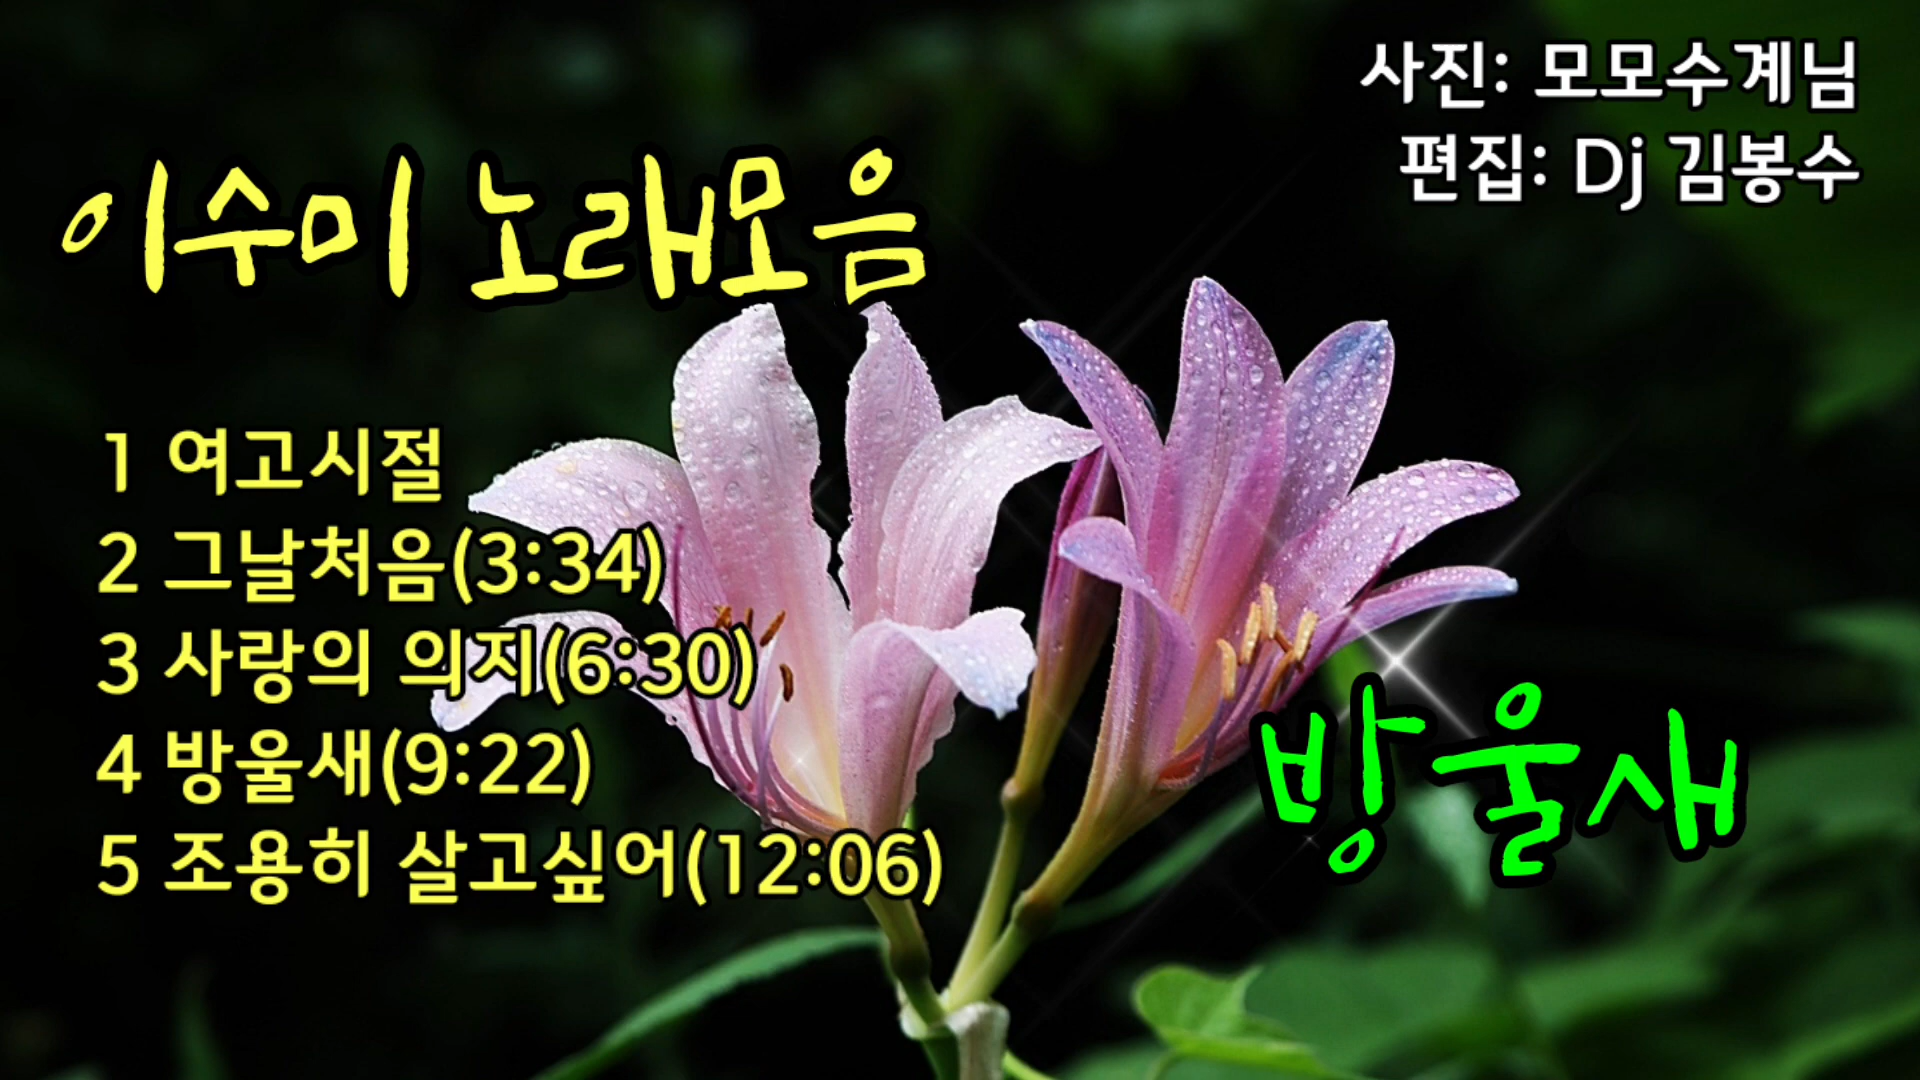 사진: 모모수계님
편집: Dj 김봉수
이수미 노래모음
1 여고시절
2 그날처음(3:34)
3 사랑의 의지(6:30)
4 방울새(9:22)
5 조용히 살고싶어(12:06)
방울새